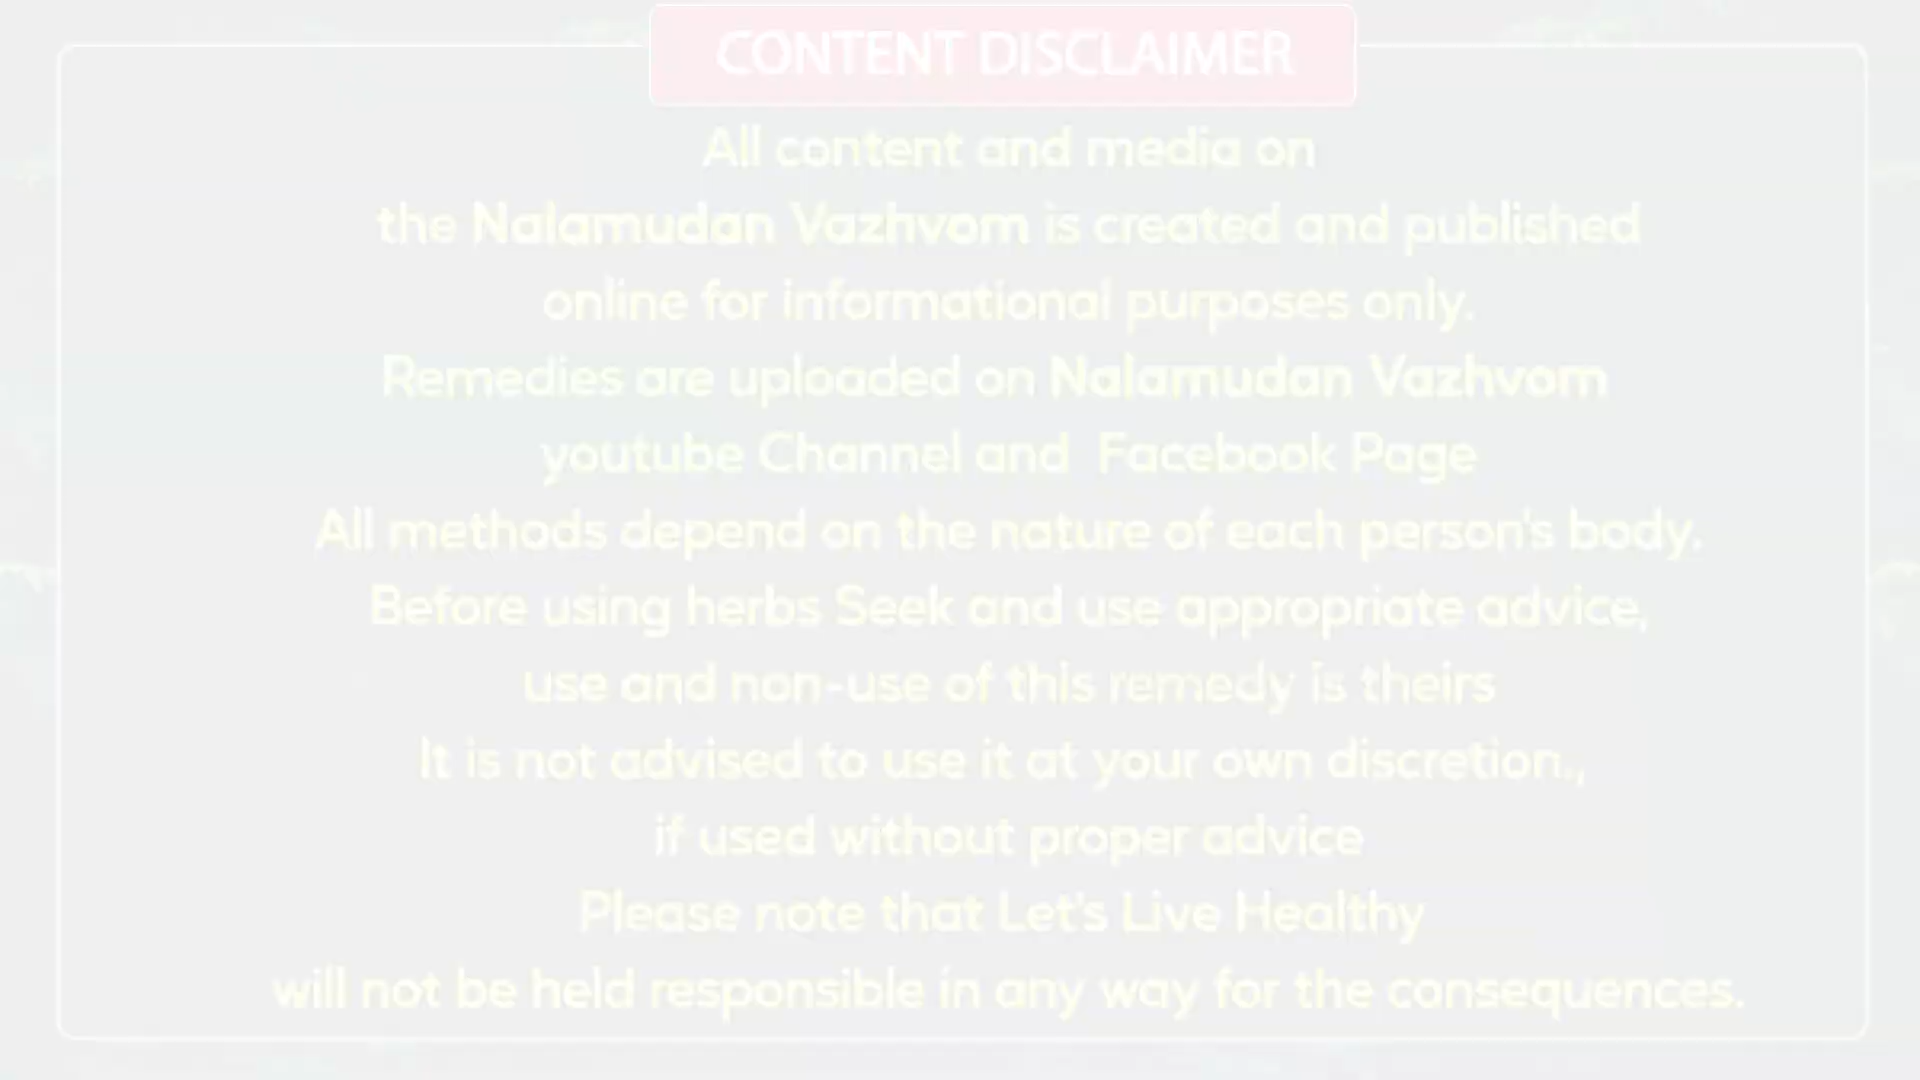 CONTENT DISCLAIMER
All content and media on
the Nalamudan Vazhvom is created and published
online for informational purposes only.
Remedies are uploaded on Nalamudan Vazhvom
youtube Channel and Facebook Page
All methods depend on the nature of each person's body.
Before using herbs Seek and use appropriate advice,
use and non-use of this remedy is theirs
It is not advised to use it at your own discretion.,
if used without proper advice
Please note that Let's Live Healthy
will not be held responsible in any way for the consequences.